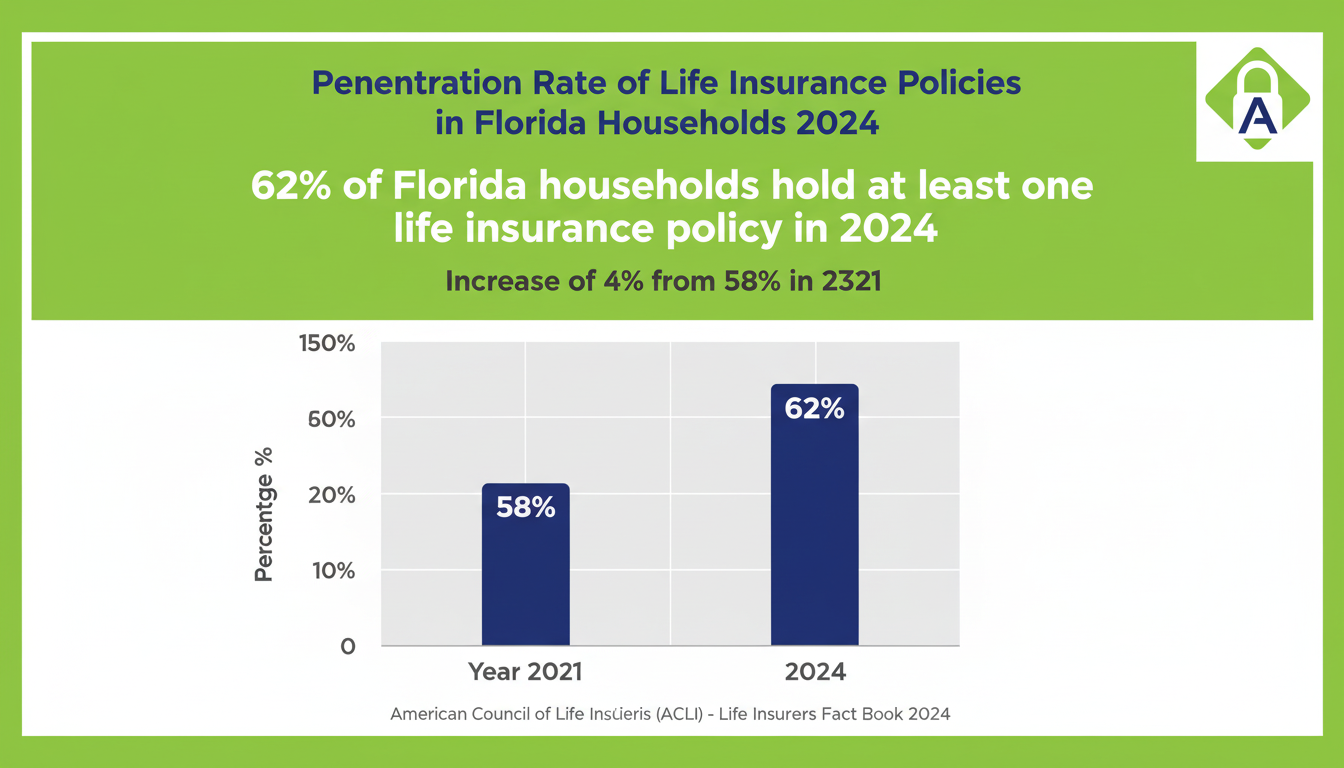 Penentration Rate of Life Insurance Policies
in Florida Households 2024
A
62% of Florida households hold at least one
life insurance policy in 2024
Increase of 4% from 58% in 2321
150%
60%
20%
10%
0
Percentge %
58%
62%
Year 2021
2024
American Council of Life (ACLI) - Life Insurers Fact Book 2024